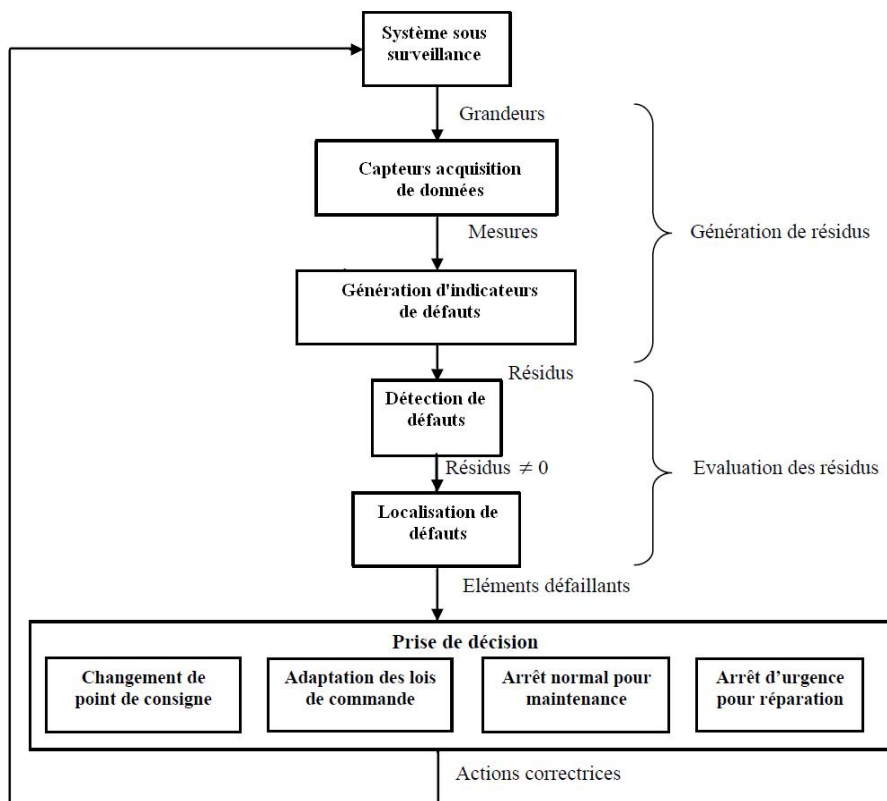 Système sous
surveillance
Grandeurs
Capteurs acquisition
de données
Mesures
Génération de résidus
Génération d'indicateurs
de défauts
Résidus
Détection de
défauts
Résidus ≠ 0
Evaluation des résidus
Localisation de
défauts
Eléments défaillants
Prise de décision
Changement de
point de consigne
Adaptation des lois
de commande
Arrêt normal pour
maintenance
Arrêt d’urgence
pour réparation
Actions correctrices